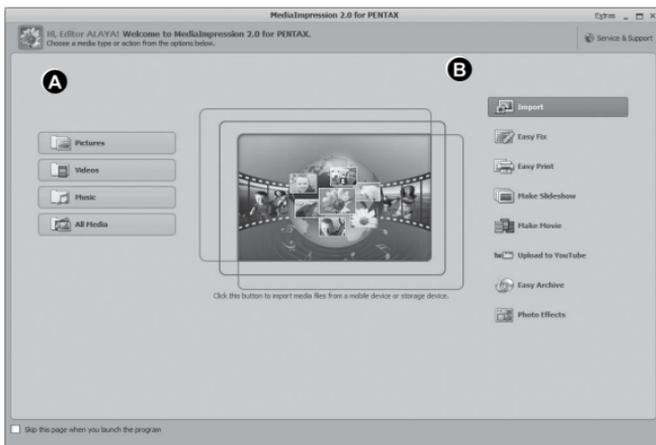 MediaImpression 2.0 for PENTAX
Extras
Hi, Editor ALAYA! Welcome to MediaImpression 2.0 for PENTAX.
Choose a media type or action from the options below.
Service & Support
A
B
Pictures
Videos
Music
All Media
Import
Easy Fix
Easy Print
Make Slideshow
Make Movie
You Tube Upload to YouTube
Easy Archive
Photo Effects
Click this button to import media files from a mobile device or storage device.
Skip this page when you launch the program